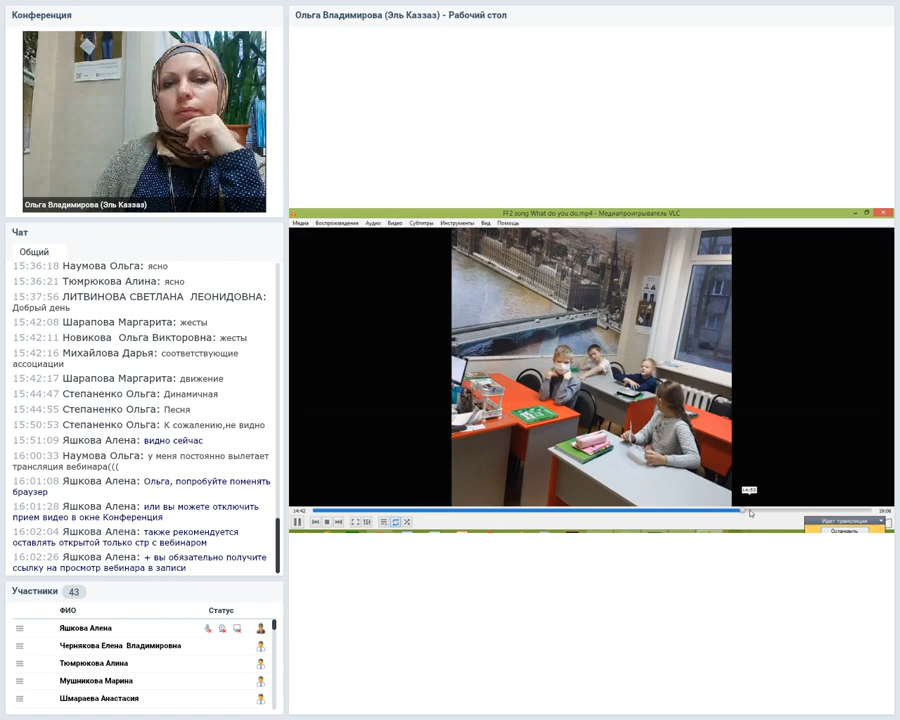 Конференция
Ольга Владимирова (Эль Каззаз)
Чат
Общий
15:36:18 Наумова Ольга: ясно
15:36:21 Тюмрюкова Алина: ясно
15:37:56 ЛИТВИНОВА СВЕТЛАНА ЛЕОНИДОВНА:
Добрый день
15:42:08 Шарапова Маргарита: жесты
15:42:11 Новикова Ольга Викторовна: жесты
15:42:16 Михайлова Дарья: соответствующие
ассоциации
15:42:17 Шарапова Маргарита: движение
15:44:47 Степаненко Ольга: Динамичная
15:44:55 Степаненко Ольга: Песня
15:50:53 Степаненко Ольга: К сожалению,не видно
15:51:09 Яшкова Алена: видно сейчас
16:00:33 Наумова Ольга: у меня постоянно вылетает
трансляция вебинара(((
16:01:08 Яшкова Алена: Ольга, попробуйте поменять
браузер
16:01:28 Яшкова Алена: или вы можете отключить
прием видео в окне Конференция
16:02:04 Яшкова Алена: также рекомендуется
оставлять открытой только стр с вебинаром
16:02:26 Яшкова Алена: + вы обязательно получите
ссылку на просмотр вебинара в записи
Участники 43
ФИО Статус
Яшкова Алена
Чернякова Елена Владимировна
Тюмрюкова Алина
Мушникова Марина
Шмараева Анастасия
Ольга Владимирова (Эль Каззаз) - Рабочий стол
FF2 song What do you do.mp4 - Медиапроигрыватель VLC
Медиа Воспроизведение Аудио Видео Субтитры Инструменты Вид Помощь
14:42
19:06
Идет трансляция
Остановить